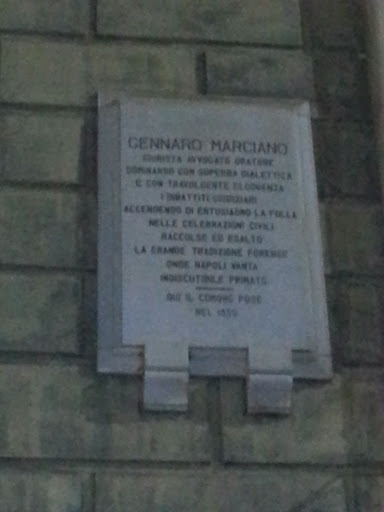 GENNARO MARCIANO
GIURISTA AVVOCATO ORATORE
DOMINANDO CON SUPERBA DIALETTICA
E CON TRAVOLGENTE ELOQUENZA
I DIBATTITI GIUDIZIARI
ACCENDENDO DI ENTUSIASMO LA FOLLA
NELLE CELEBRAZIONI CIVILI
RACCOLSE ED ESALTO
LA GRANDE TRADIZIONE FORENSE
ONDE NAPOLI VANTA
INDISCUTIBILE PRIMATO
QUI IL COMUNE POSE
NEL